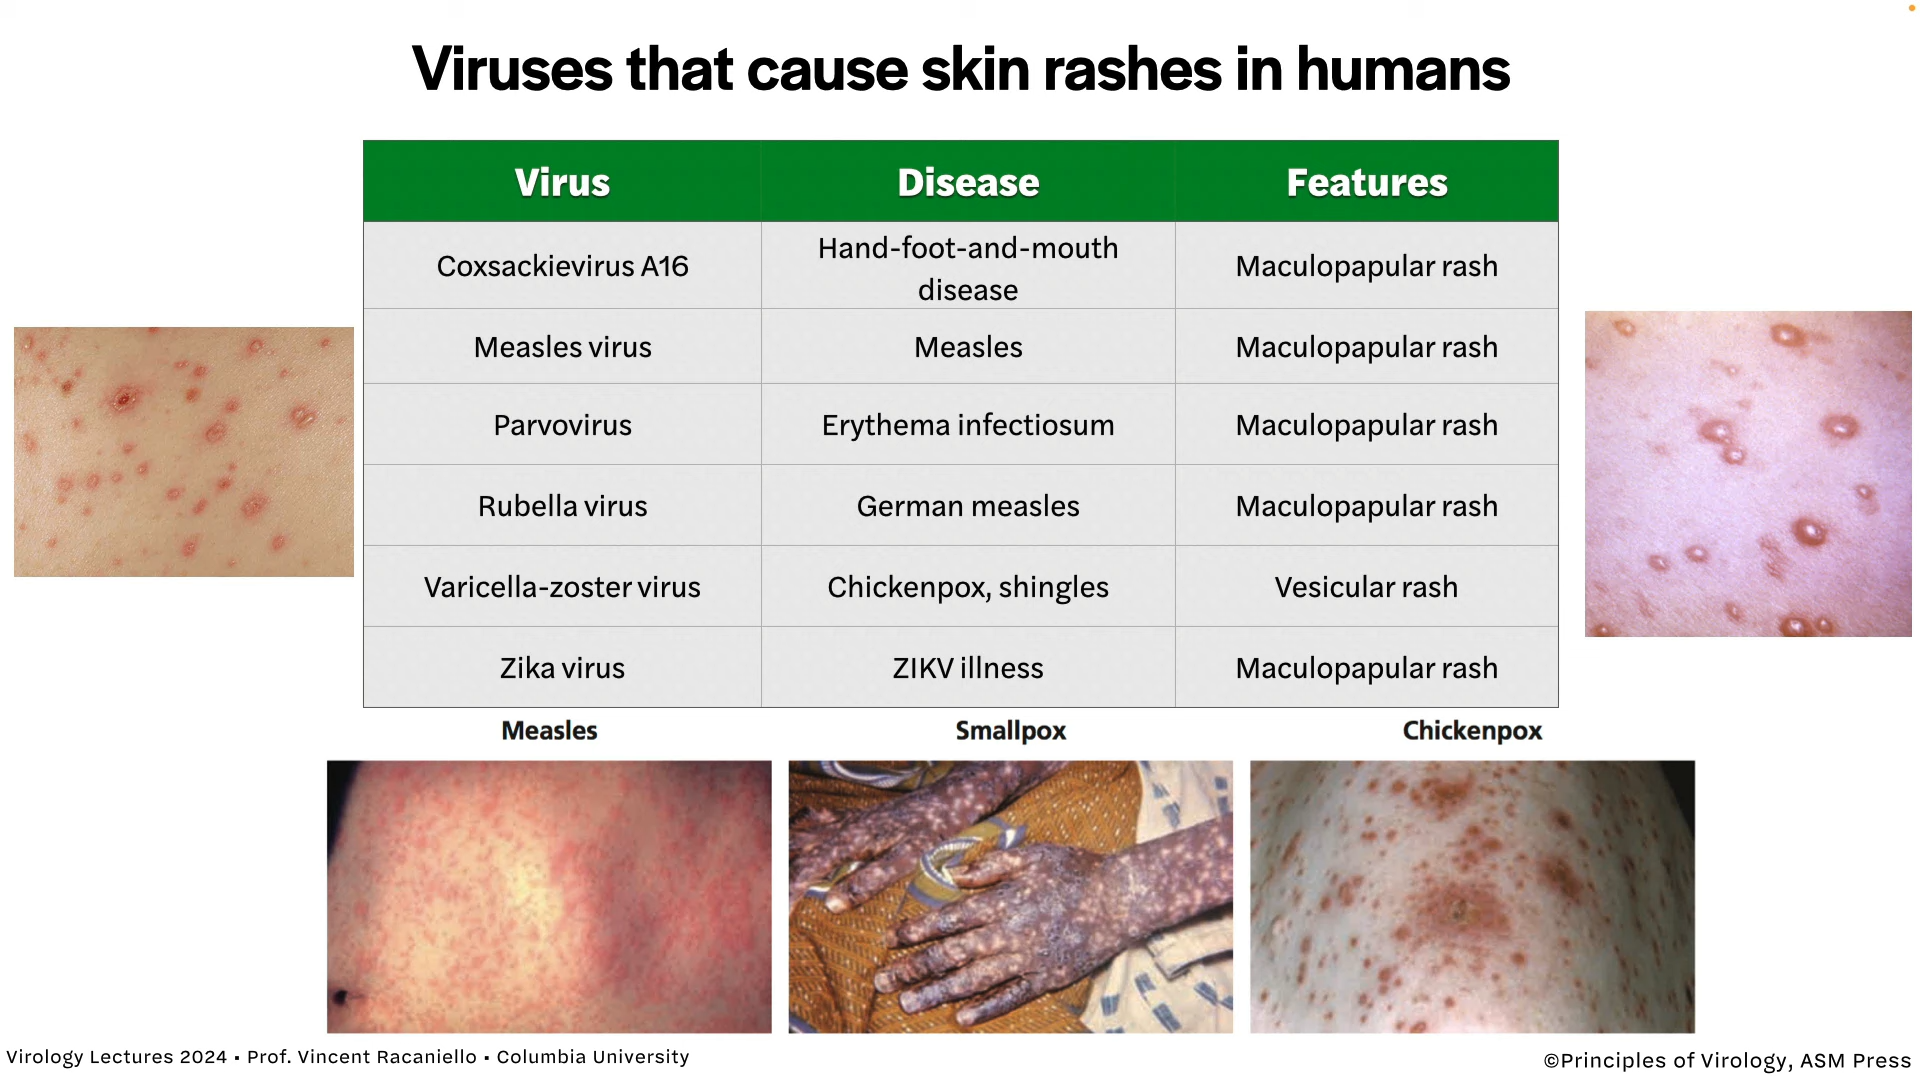 Viruses that cause skin rashes in humans
Virus Disease Features
Coxsackievirus A16 Hand-foot-and-mouth disease Maculopapular rash
Measles virus Measles Maculopapular rash
Parvovirus Erythema infectiosum Maculopapular rash
Rubella virus German measles Maculopapular rash
Varicella-zoster virus Chickenpox, shingles Vesicular rash
Zika virus ZIKV illness Maculopapular rash
Measles Smallpox Chickenpox
Virology Lectures 2024 • Prof. Vincent Racaniello • Columbia University
©Principles of Virology, ASM Press